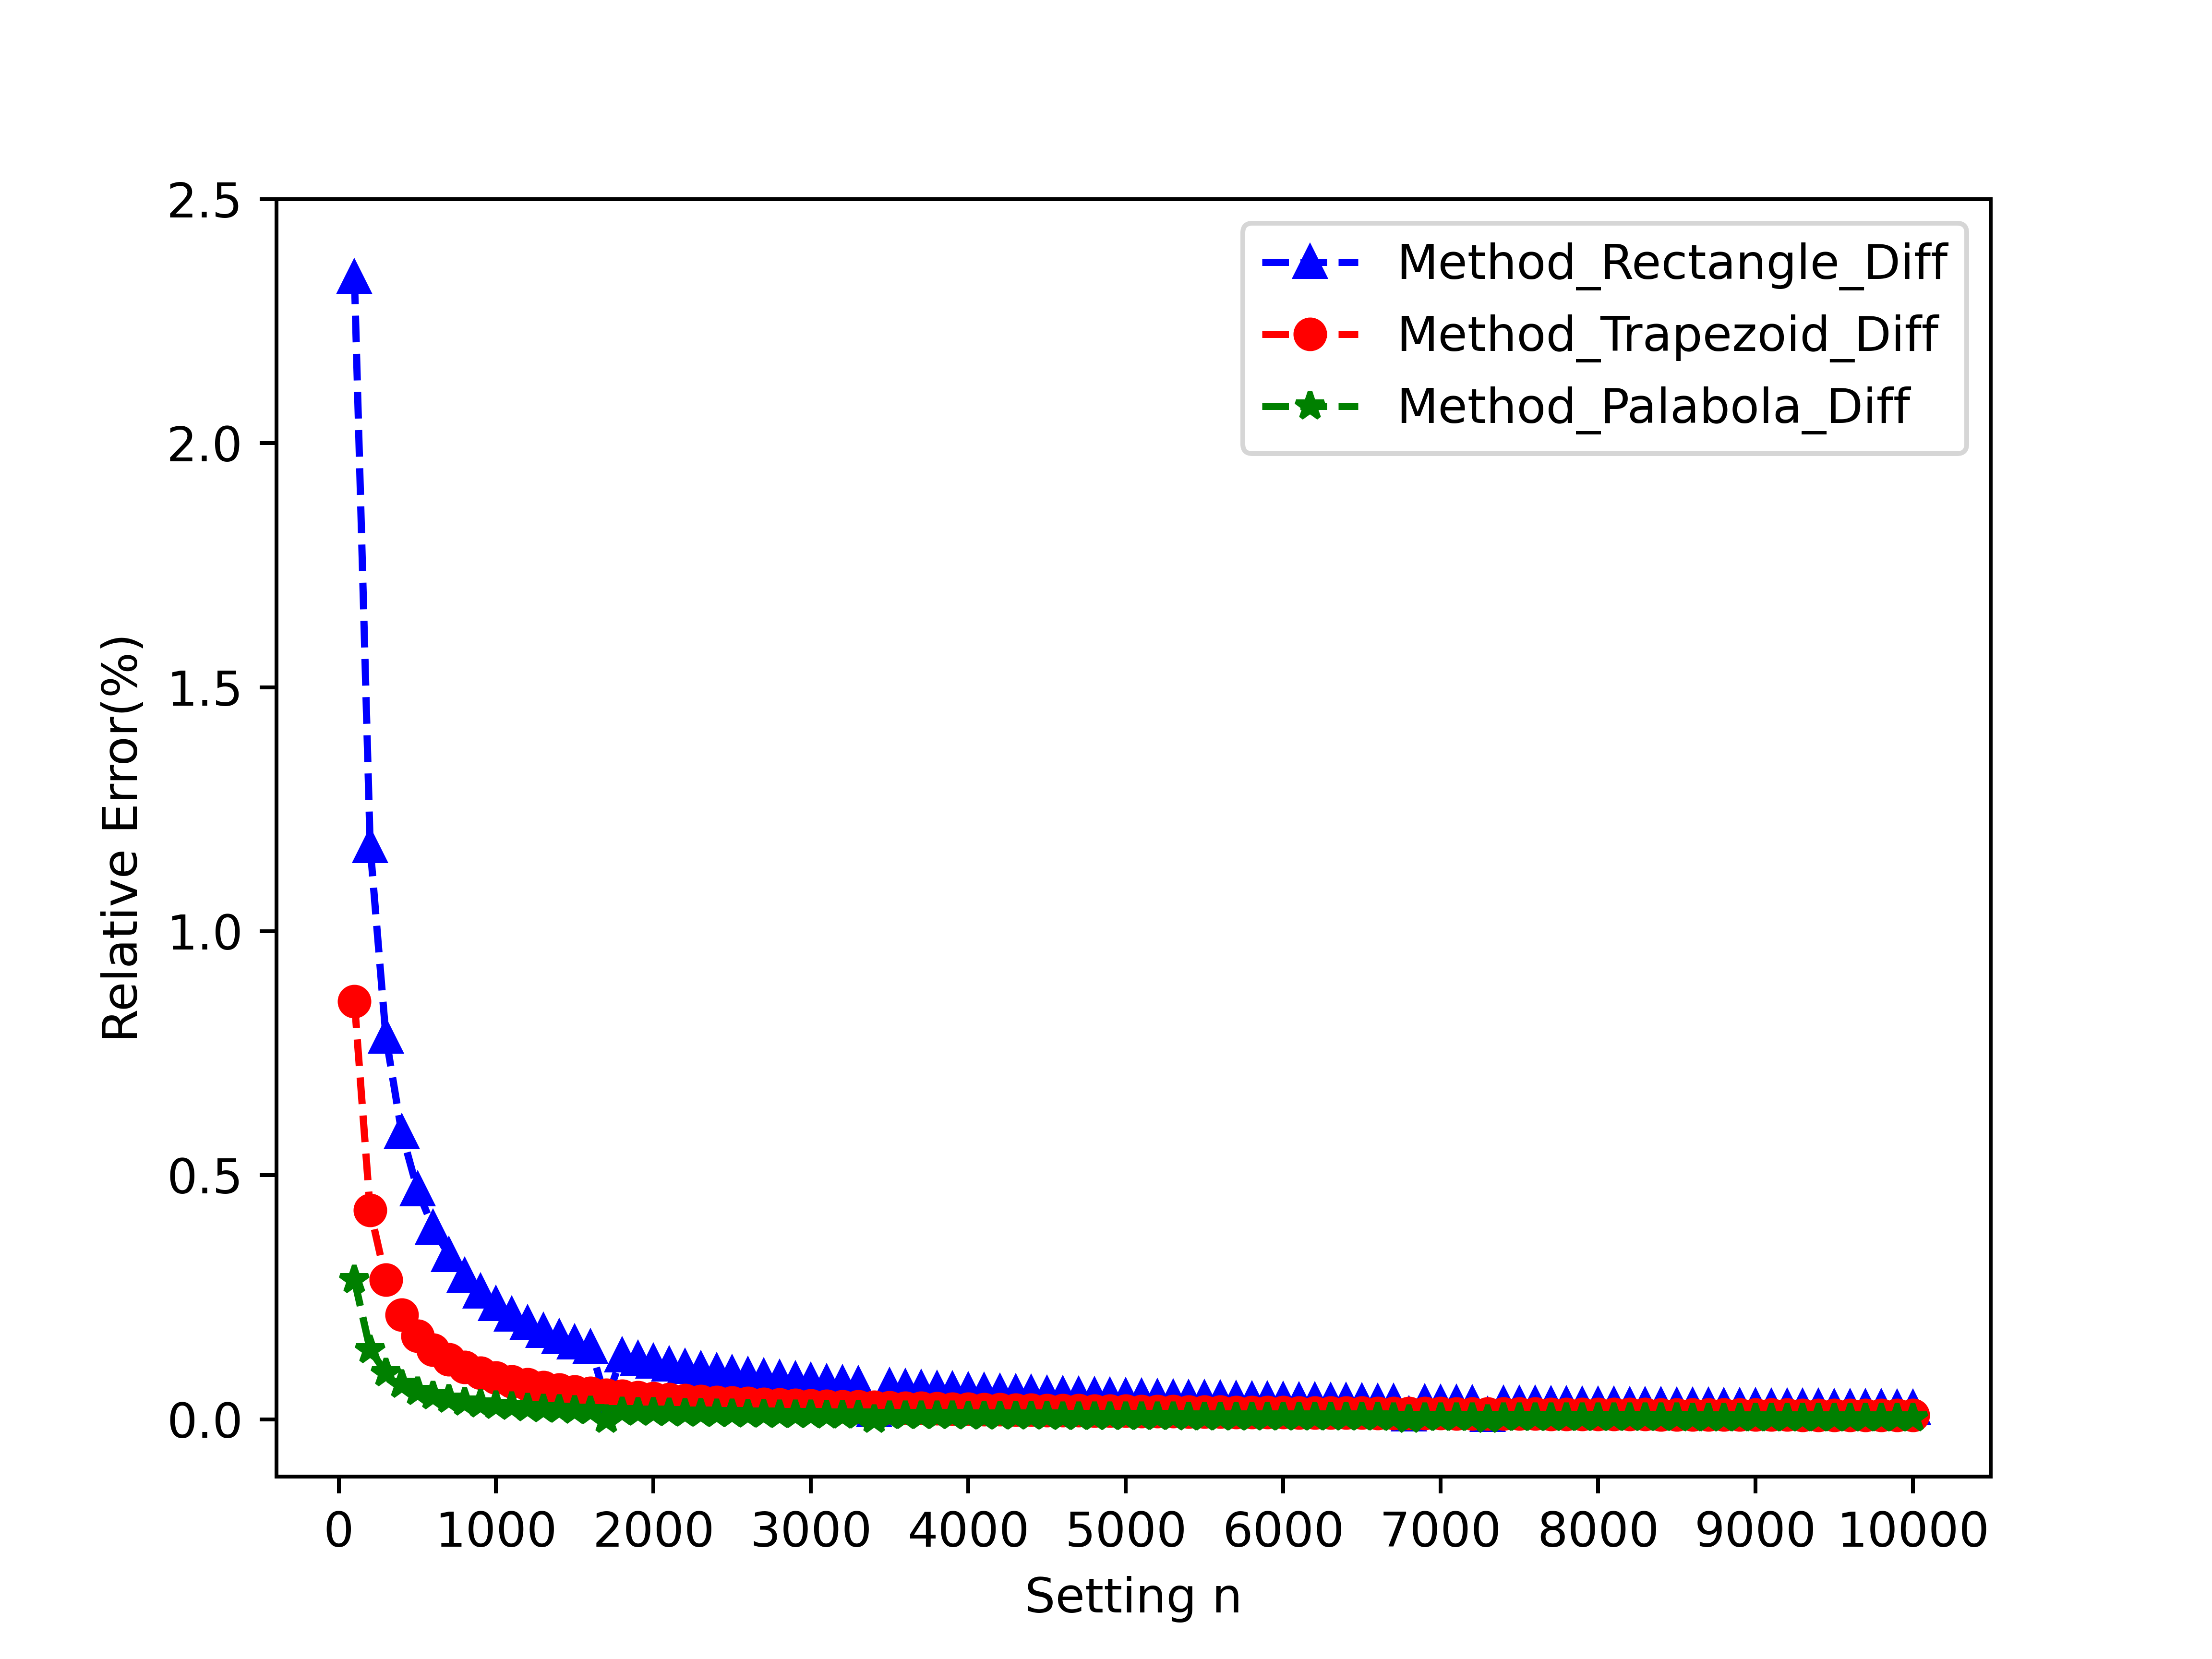 2.5
2.0
1.5
1.0
0.5
0.0
Relative Error(%)
Method_Rectangle_Diff
Method_Trapezoid_Diff
Method_Palabola_Diff
0 1000 2000 3000 4000 5000 6000 7000 8000 9000 10000
Setting n